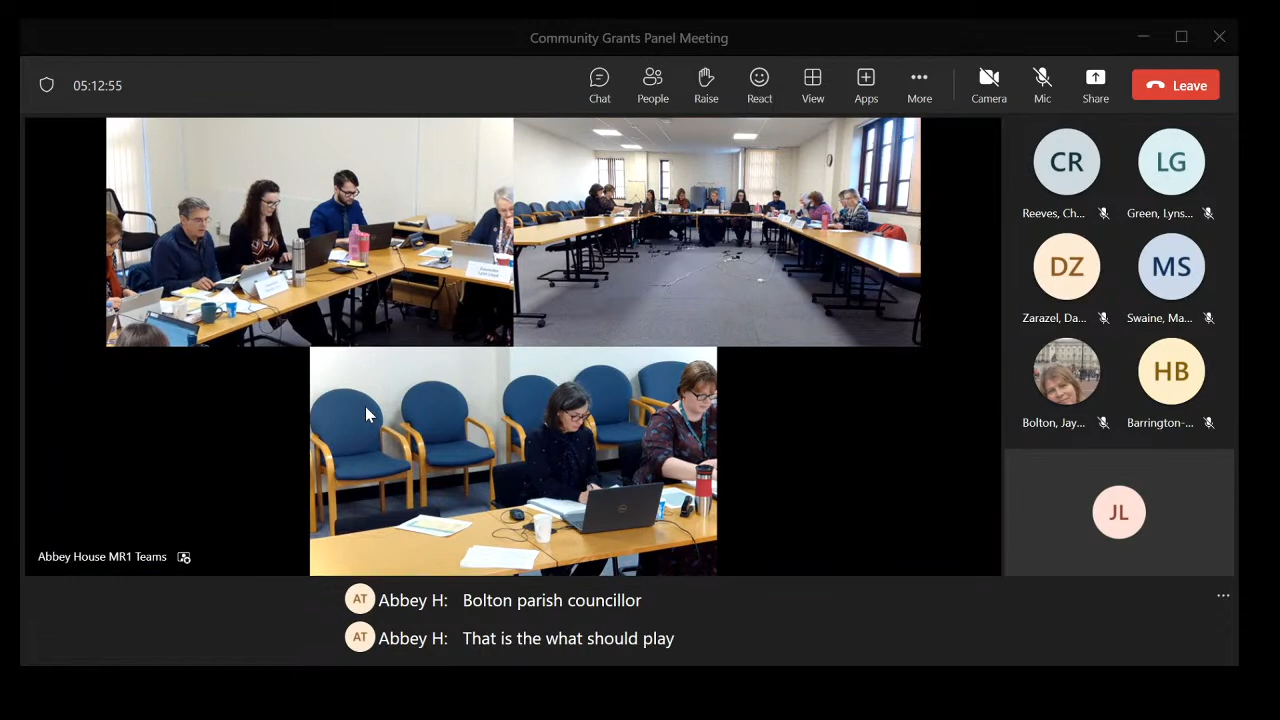 Community Grants Panel Meeting
05:12:55
Chat
People
Raise
React
View
Apps
More
Camera
Mic
Share
Leave
CR
LG
Reeves, Ch...
Green, Lyns...
DZ
MS
Zarazel, Da...
Swaine, Ma...
HB
Bolton, Jay...
Barrington-...
JL
Abbey House MR1 Teams
AT Abbey H: Bolton parish councillor
AT Abbey H: That is the what should play